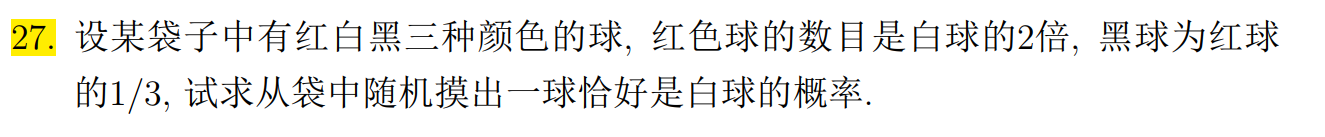 27. 设某袋子中有红白黑三种颜色的球, 红色球的数目是白球的2倍, 黑球为红球
的1/3, 试求从袋中随机摸出一球恰好是白球的概率.